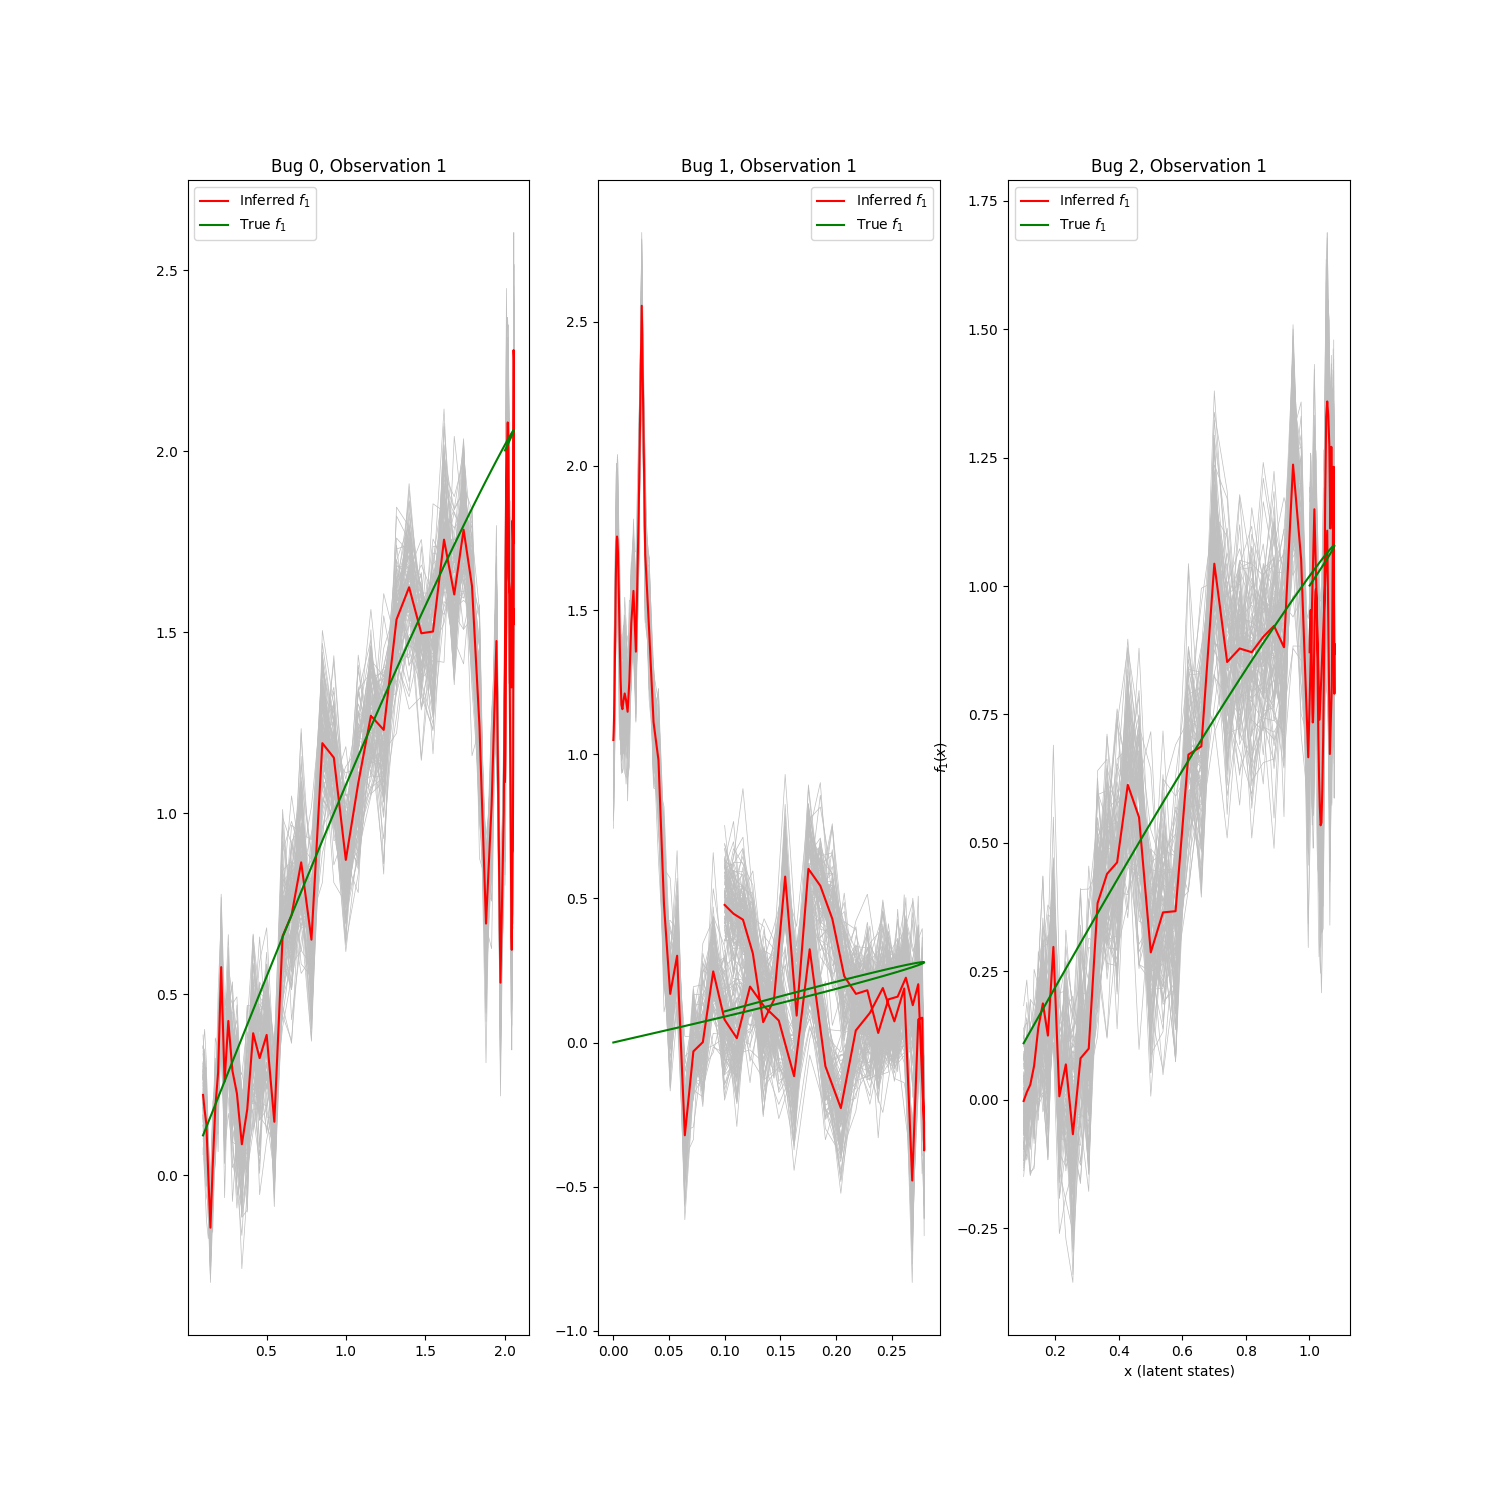 Bug 0, Observation 1
Inferred f₁
True f₁
2.5
2.0
1.5
1.0
0.5
0.0
0.5 1.0 1.5 2.0
Bug 1, Observation 1
Inferred f₁
True f₁
2.5
2.0
1.5
1.0
0.5
0.0
−0.5
−1.0
0.00 0.05 0.10 0.15 0.20 0.25
Bug 2, Observation 1
Inferred f₁
True f₁
f₁(x)
1.75
1.50
1.25
1.00
0.75
0.50
0.25
0.00
−0.25
0.2 0.4 0.6 0.8 1.0
x (latent states)